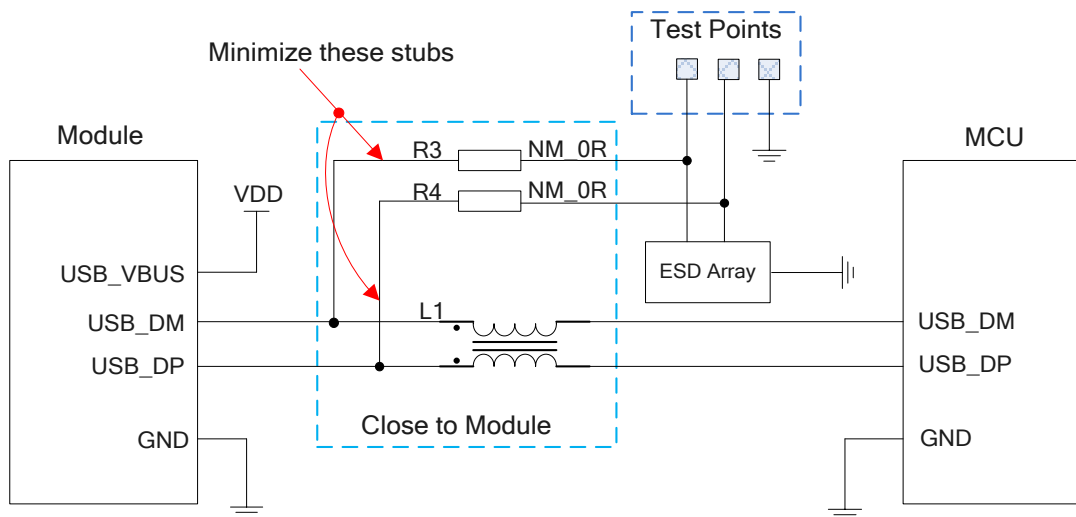 Test Points
Minimize these stubs
Module
MCU
R3 NM_0R
VDD
R4 NM_0R
ESD Array
USB_VBUS
USB_DM
L1
USB_DM
USB_DP
USB_DP
Close to Module
GND
GND